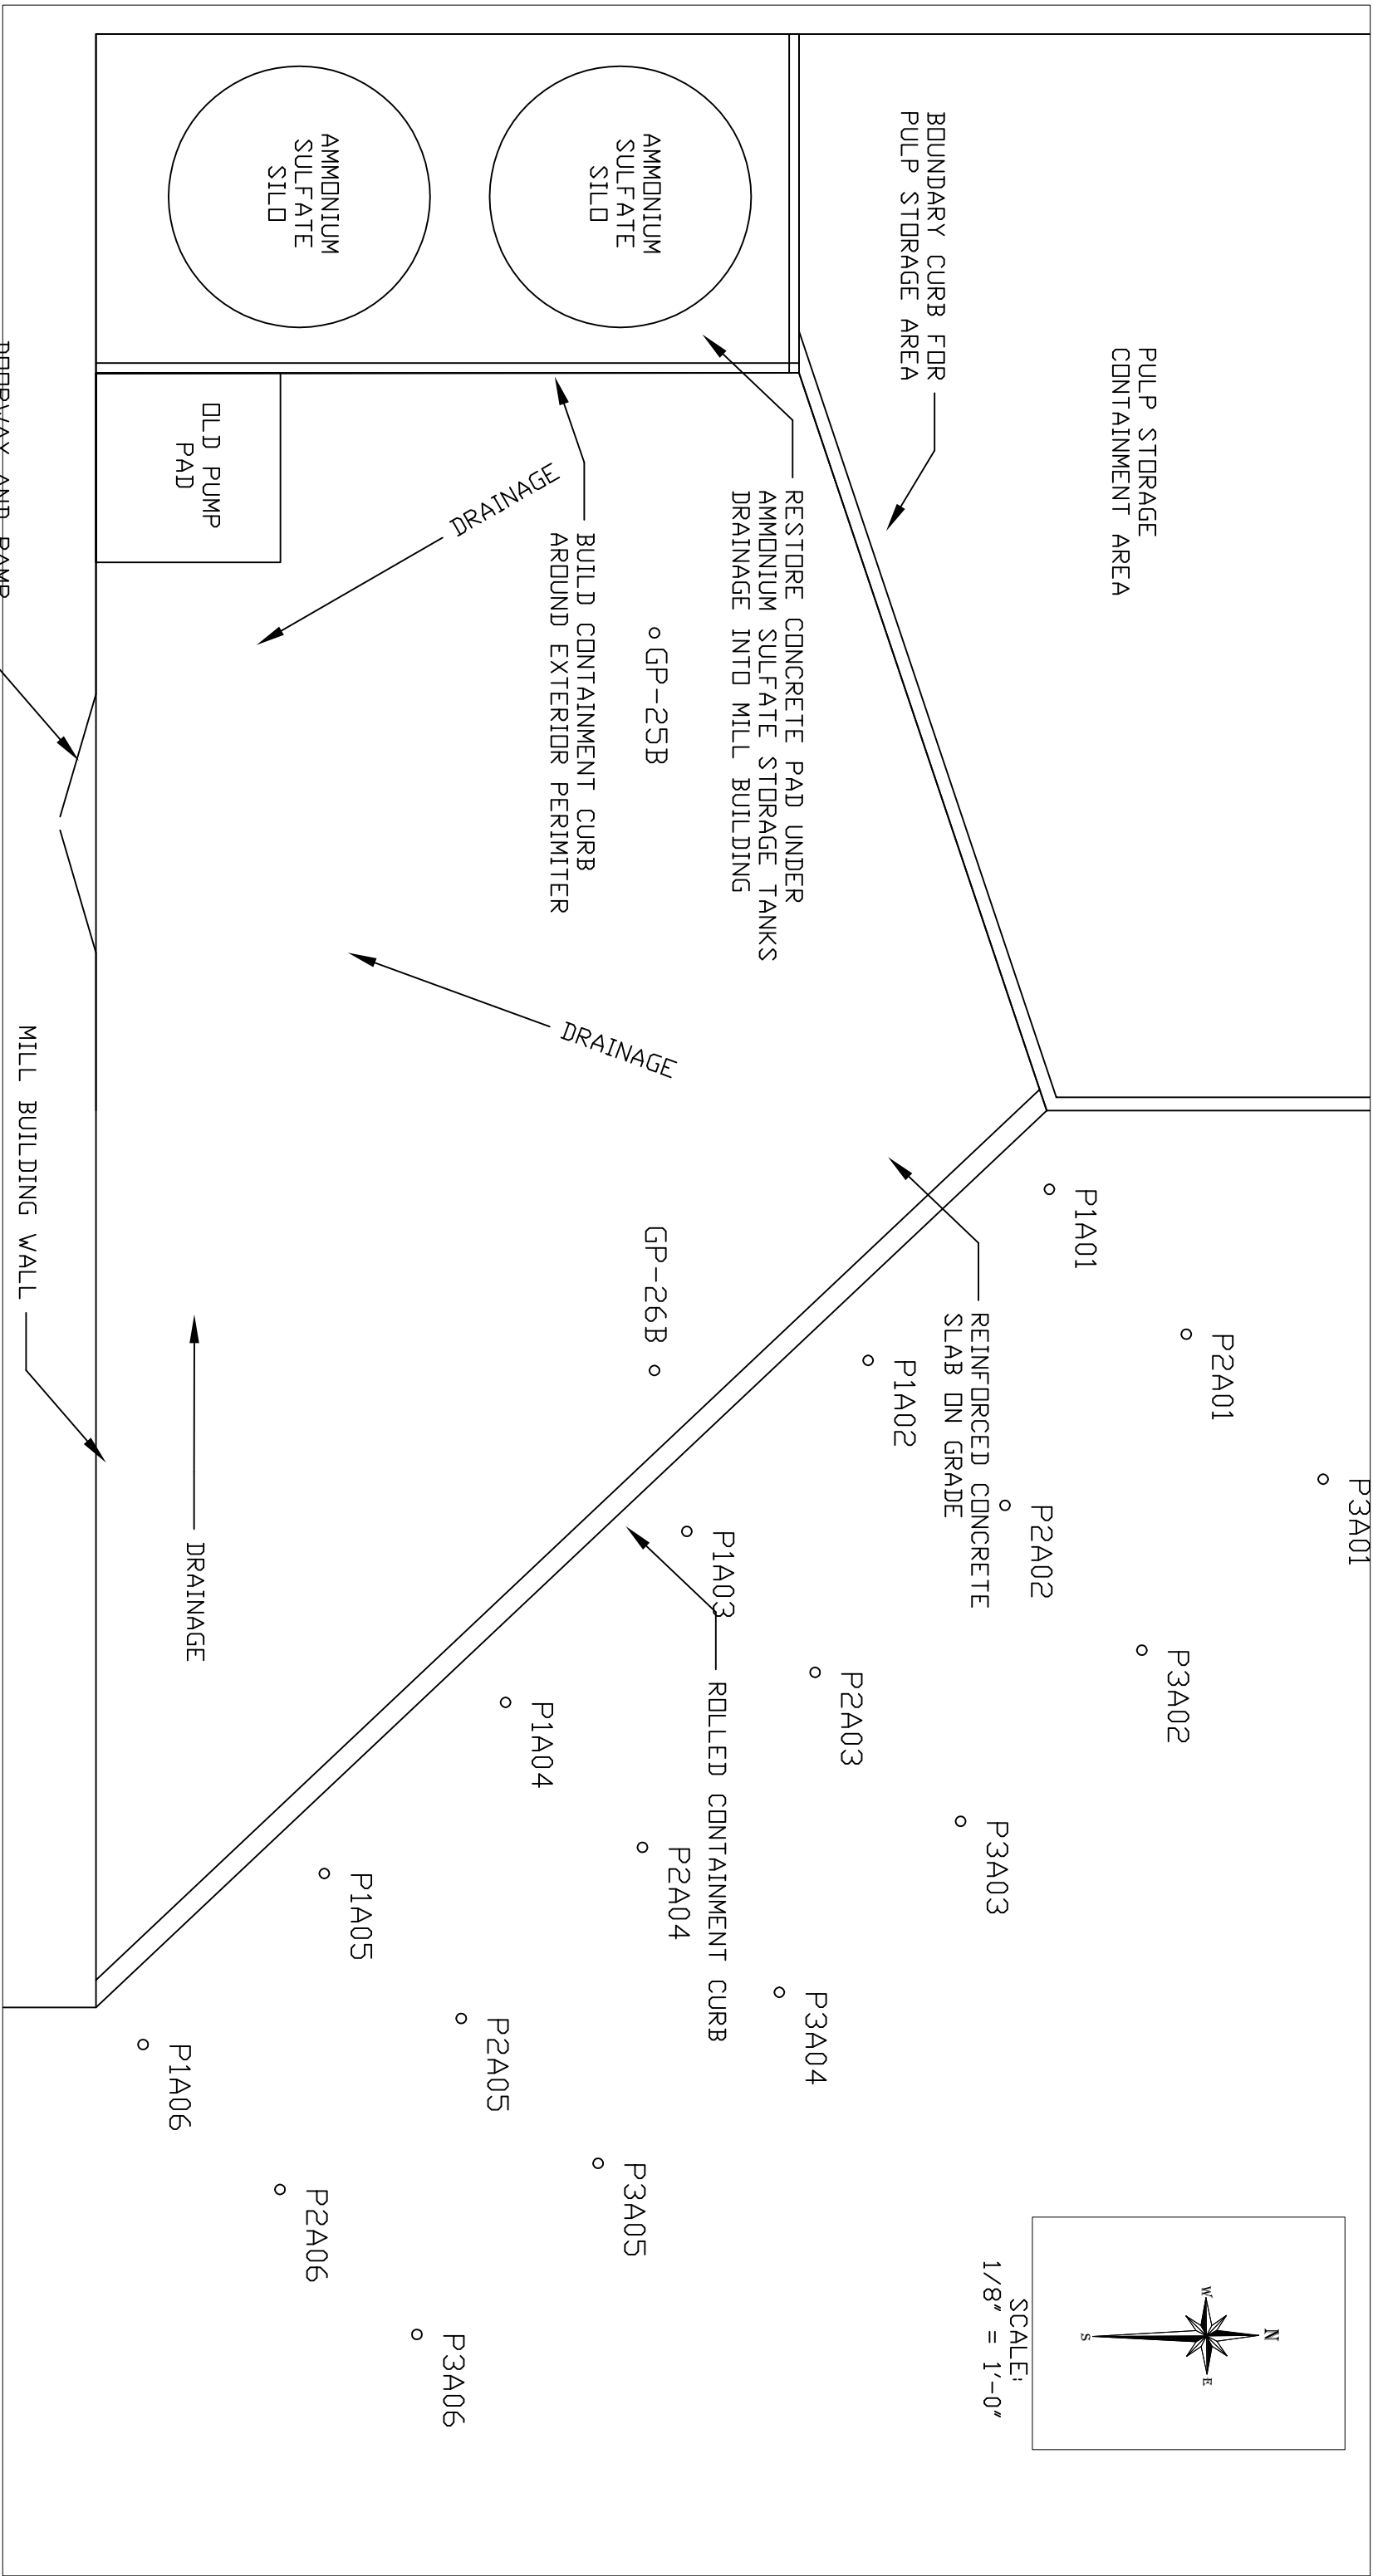 PULP STORAGE
CONTAINMENT AREA
BOUNDARY CURB FOR
PULP STORAGE AREA
AMMONIUM
SULFATE
SILO
AMMONIUM
SULFATE
SILO
RESTORE CONCRETE PAD UNDER
AMMONIUM SULFATE STORAGE TANKS
DRAINAGE INTO MILL BUILDING
GP-25B
BUILD CONTAINMENT CURB
AROUND EXTERIOR PERIMITER
DRAINAGE
OLD PUMP
PAD
DOORWAY AND RAMP
DRAINAGE
GP-26B
REINFORCED CONCRETE
SLAB ON GRADE
ROLLED CONTAINMENT CURB
DRAINAGE
MILL BUILDING WALL
P3A01
P2A01
P1A01
P3A02
P2A02
P1A02
P3A03
P2A03
P1A03
P3A04
P2A04
P1A04
P3A05
P2A05
P1A05
P3A06
P2A06
P1A06
N
W
E
S
SCALE:
1/8" = 1'-0"